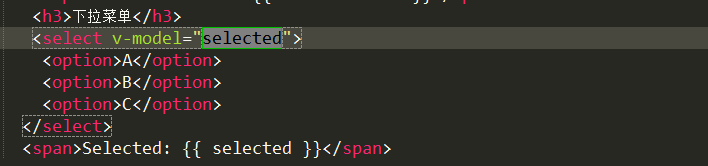 <h3>下拉菜单</h3>
<select v-model="selected">
<option>A</option>
<option>B</option>
<option>C</option>
</select>
<span>Selected: {{ selected }}</span>